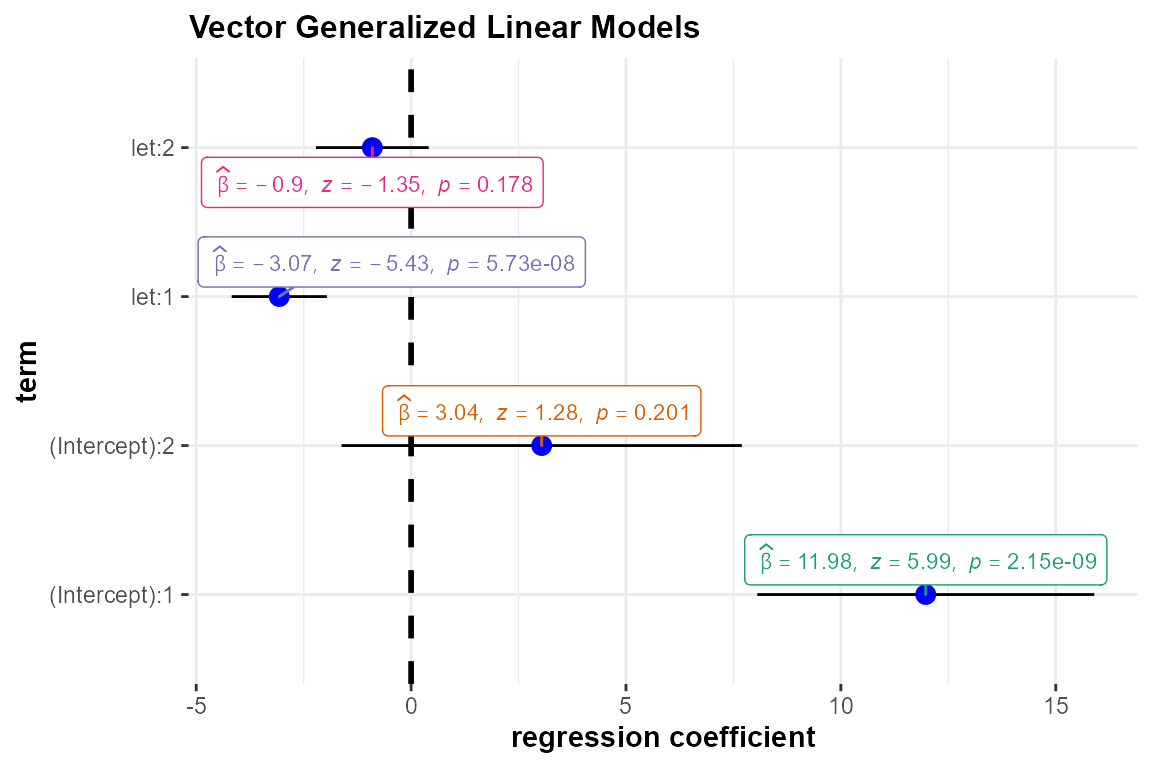 Vector Generalized Linear Models
let:2
β̂ = −0.9, z = −1.35, p = 0.178
β̂ = −3.07, z = −5.43, p = 5.73e-08
let:1
term
β̂ = 3.04, z = 1.28, p = 0.201
(Intercept):2
β̂ = 11.98, z = 5.99, p = 2.15e-09
(Intercept):1
-5 0 5 10 15
regression coefficient